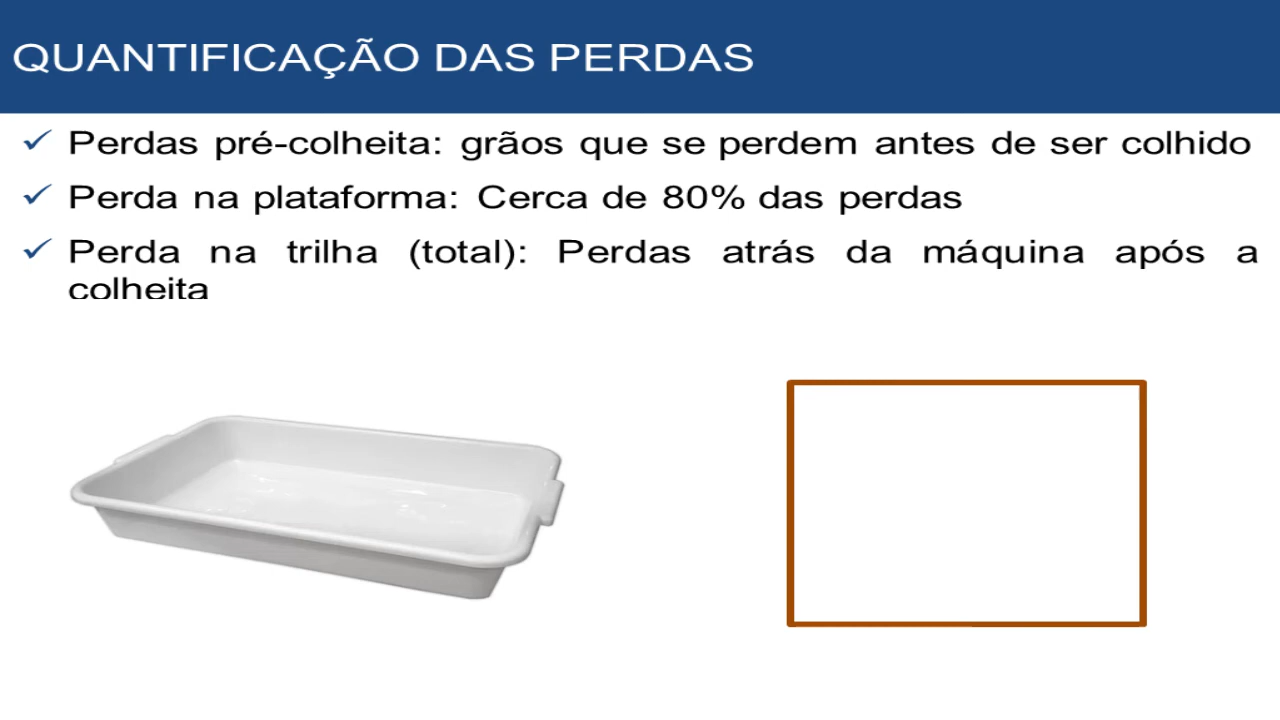 QUANTIFICAÇÃO DAS PERDAS
Perdas pré-colheita: grãos que se perdem antes de ser colhido
Perda na plataforma: Cerca de 80% das perdas
Perda na trilha (total): Perdas atrás da máquina após a
colheita